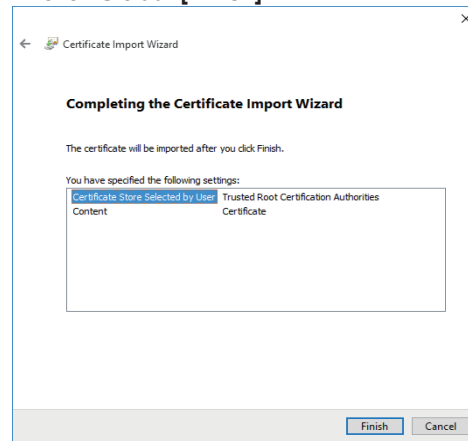 Certificate Import Wizard
Completing the Certificate Import Wizard
The certificate will be imported after you click Finish.
You have specified the following settings:
Certificate Store Selected by User Trusted Root Certification Authorities
Content Certificate
Finish Cancel